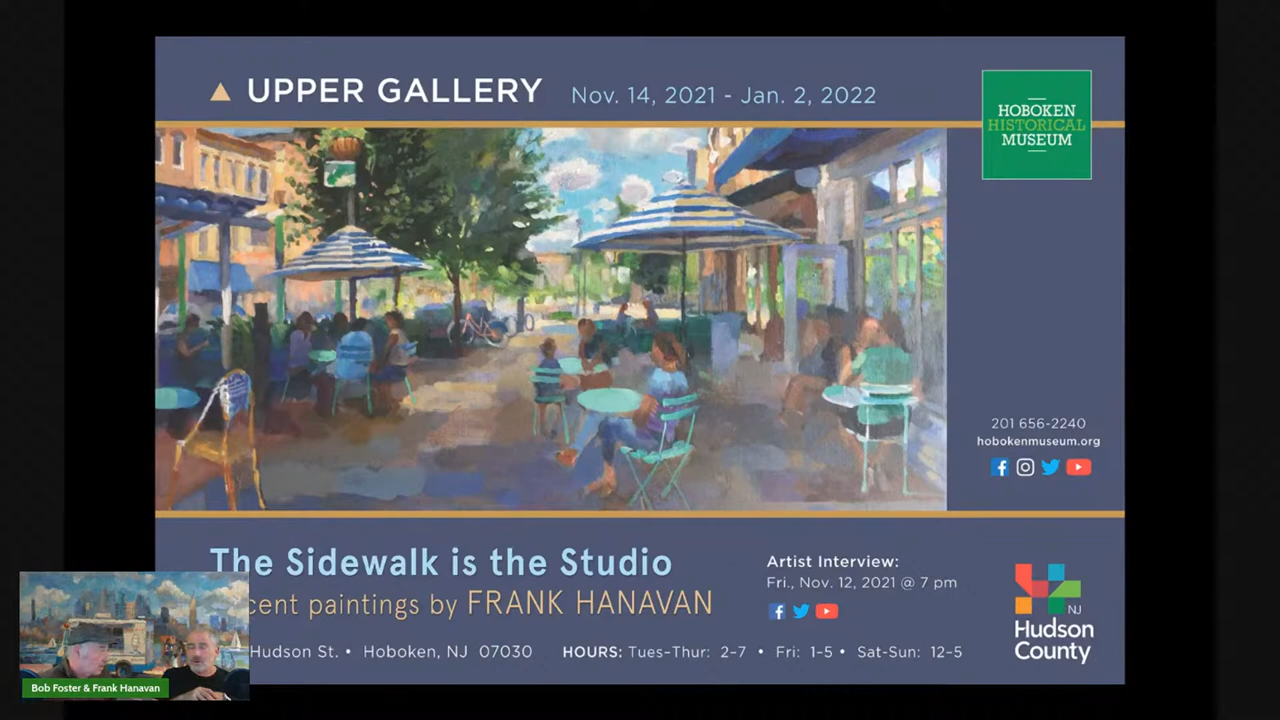 UPPER GALLERY Nov. 14, 2021 - Jan. 2, 2022
HOBOKEN
HISTORICAL
MUSEUM
201 656-2240
hobokenmuseum.org
The Sidewalk is the Studio
cent paintings by FRANK HANAVAN
Artist Interview:
Fri., Nov. 12, 2021 @ 7 pm
Hudson St. • Hoboken, NJ 07030 HOURS: Tues-Thur: 2-7 • Fri: 1-5 • Sat-Sun: 12-5
NJ
Hudson
County
Bob Foster & Frank Hanavan